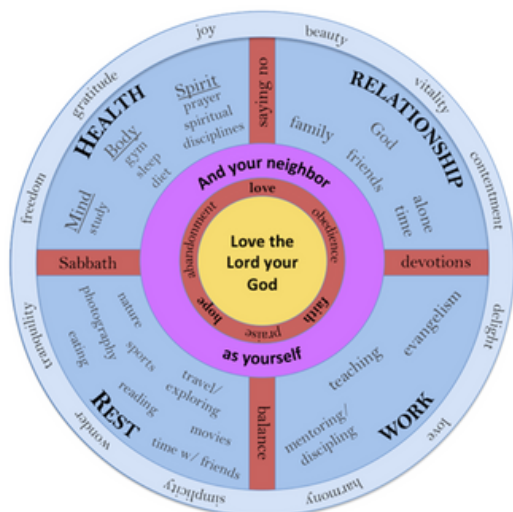 joy
beauty
vitality
contentment
delight
love
harmony
simplicity
wonder
tranquility
freedom
gratitude
HEALTH
Spirit
prayer
spiritual
disciplines
Body
gym
sleep
diet
Mind
study
saying no
RELATIONSHIP
family
God
friends
alone
time
devotions
WORK
evangelism
teaching
mentoring/
discipling
balance
REST
nature
photography
eating
sports
reading
travel/
exploring
movies
time w/ friends
Sabbath
And your neighbor
as yourself
love
obedience
faith
praise
hope
abandonment
Love the
Lord your
God